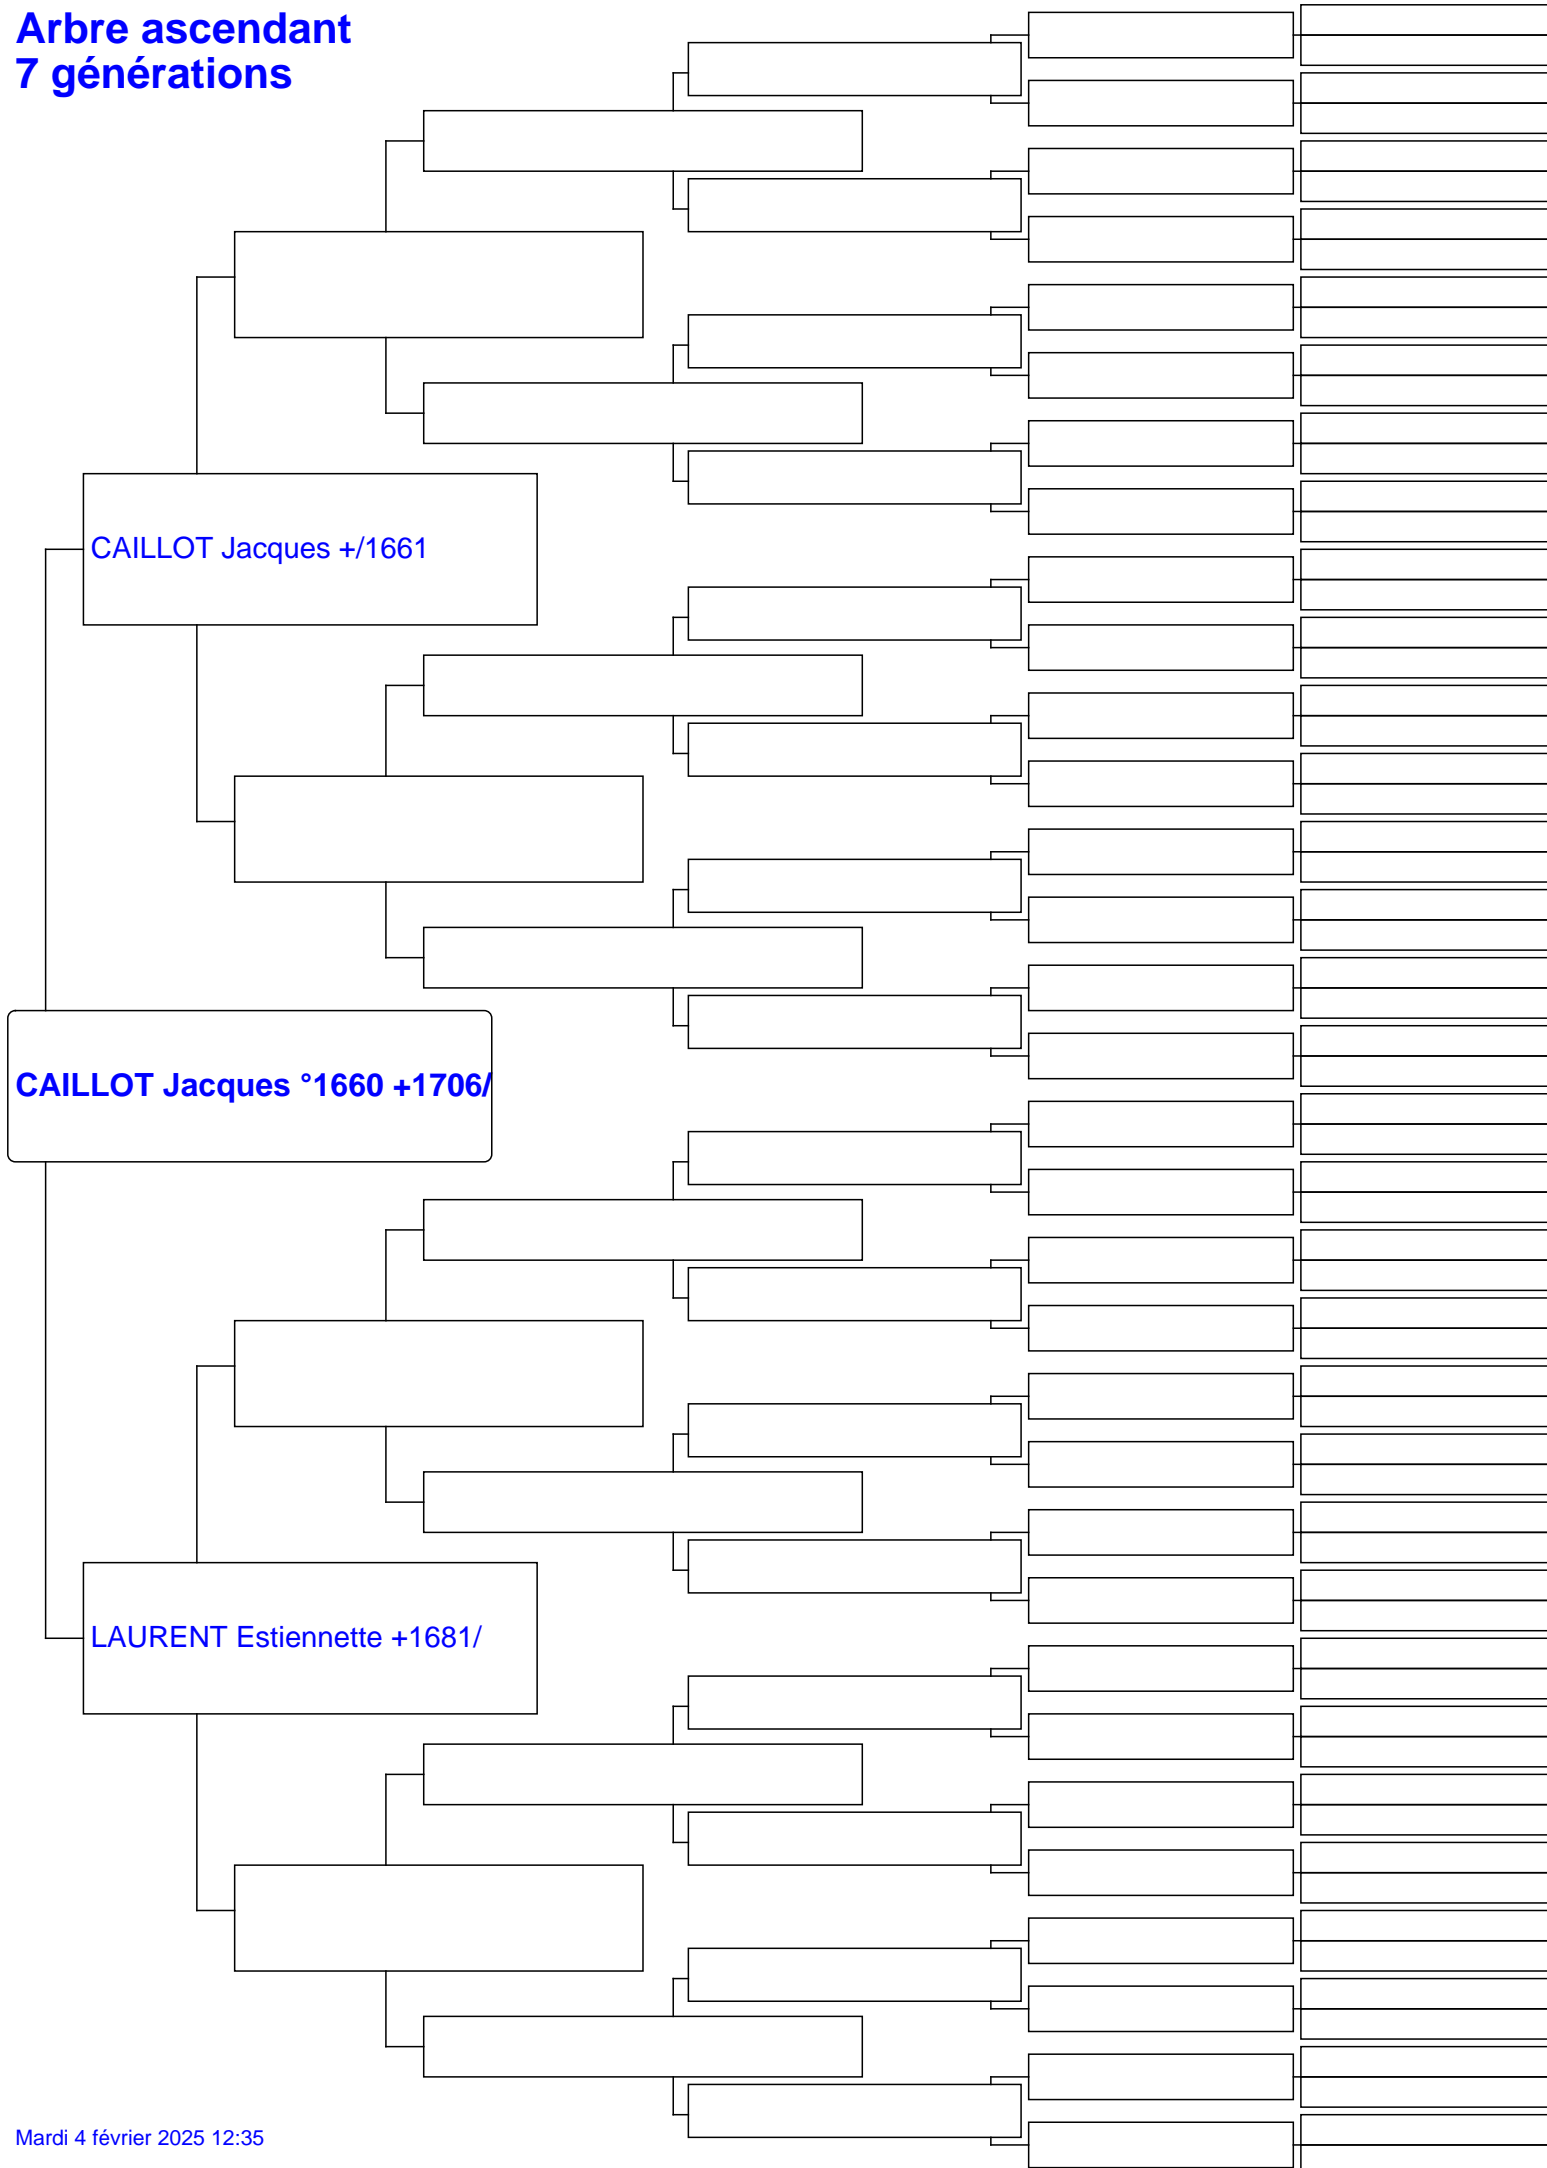 Arbre ascendant
7 générations
CAILLOT Jacques +/1661
CAILLOT Jacques °1660 +1706/
LAURENT Estiennette +1681/
Mardi 4 février 2025 12:35